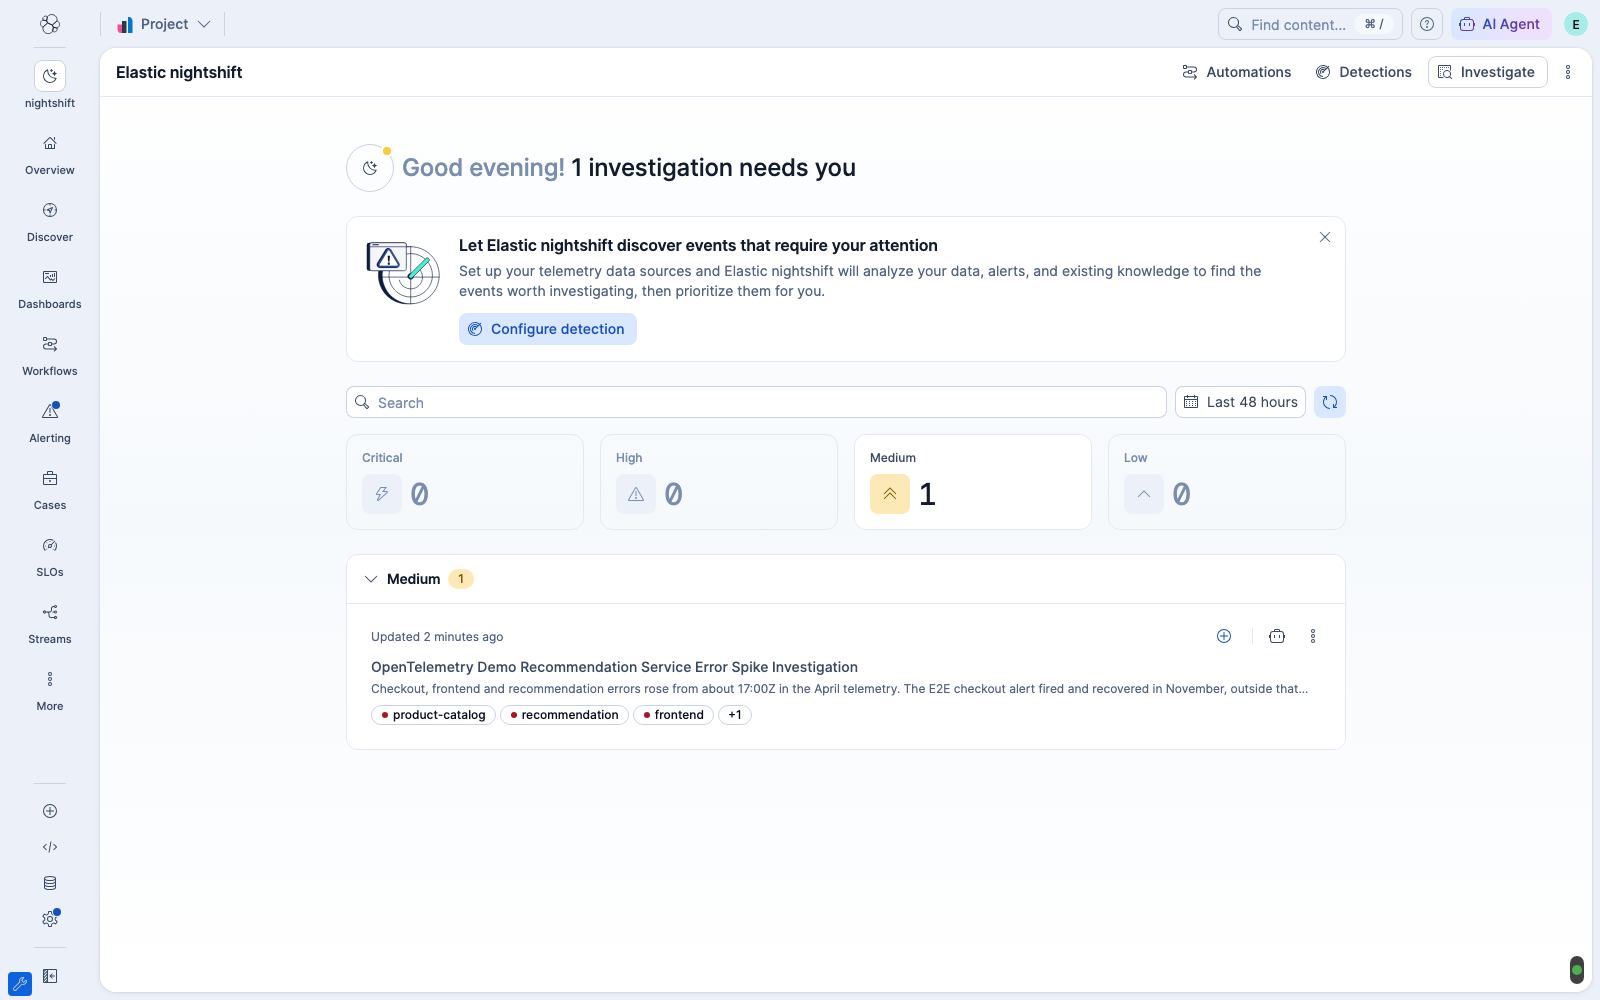 Project
Find content...
⌘ /
AI Agent
E
nightshift
Overview
Discover
Dashboards
Workflows
Alerting
Cases
SLOs
Streams
More
Elastic nightshift
Automations
Detections
Investigate
Good evening! 1 investigation needs you
Let Elastic nightshift discover events that require your attention
Set up your telemetry data sources and Elastic nightshift will analyze your data, alerts, and existing knowledge to find the
events worth investigating, then prioritize them for you.
Configure detection
Search
Last 48 hours
Critical
0
High
0
Medium
1
Low
0
Medium 1
Updated 2 minutes ago
OpenTelemetry Demo Recommendation Service Error Spike Investigation
Checkout, frontend and recommendation errors rose from about 17:00Z in the April telemetry. The E2E checkout alert fired and recovered in November, outside that...
product-catalog
recommendation
frontend
+1